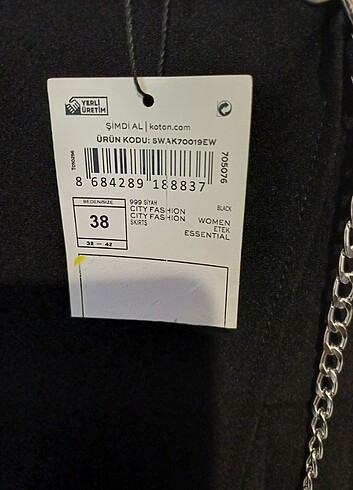 YERLİ
ÜRETİM
ŞİMDİ AL | koton.com
ÜRÜN KODU: 5WAK70019EW
705076
8 684289 188837
BEDEN/SIZE
38
32 — 42
999 SİYAH
BLACK
CITY FASHION
CITY FASHION
SKIRTS
WOMEN
ETEK
ESSENTIAL